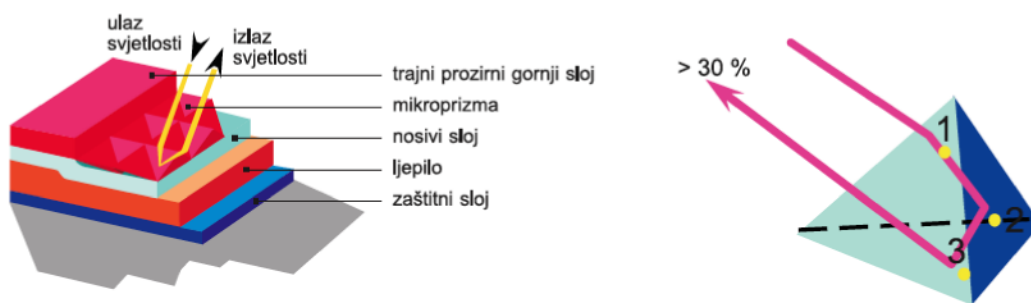 ulaz
svjetlosti
izlaz
svjetlosti
trajni prozirni gornji sloj
mikroprizma
nosivi sloj
ljepilo
zaštitni sloj
> 30 %
1
2
3